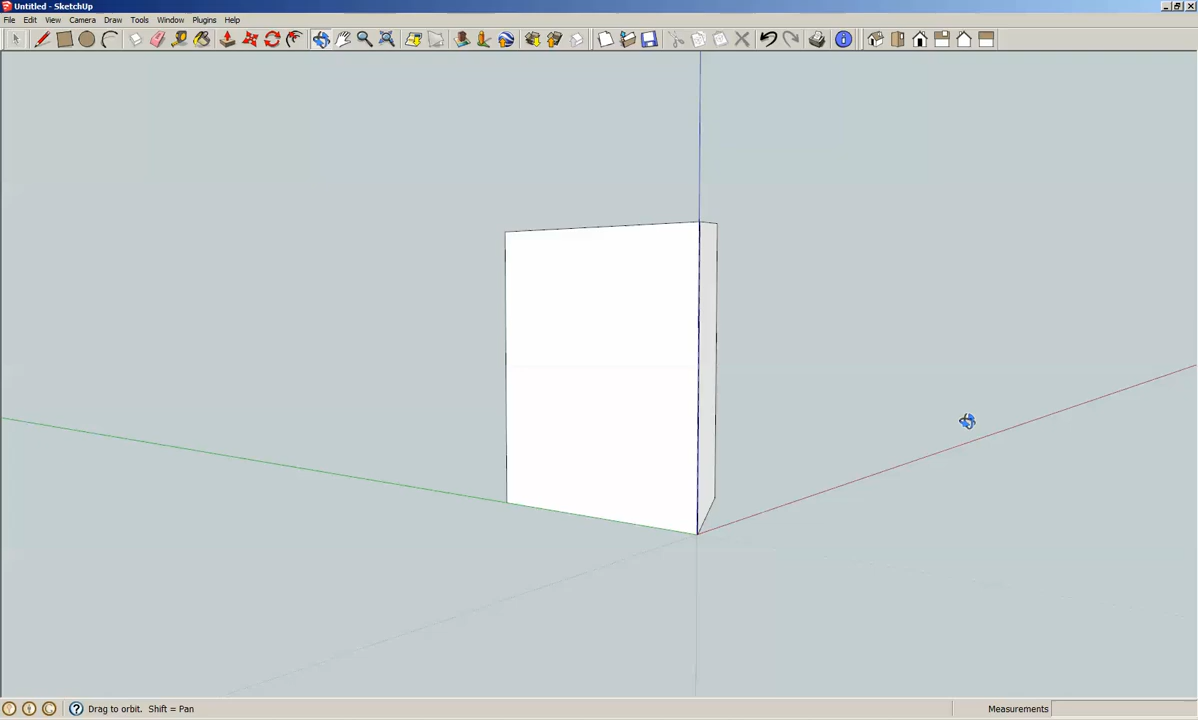 Untitled - SketchUp
File Edit View Camera Draw Tools Window Plugins Help
Drag to orbit. Shift = Pan
Measurements